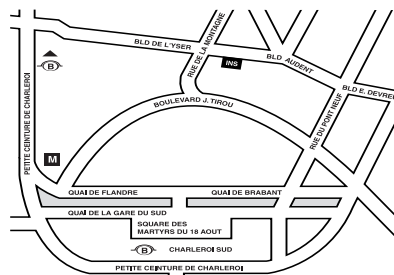 BLD DE L'YSER
RUE DE LA MONTAGNE
BLD AUDENT
INS
B
PETITE CEINTURE DE CHARLEROI
BOULEVARD J. TIROU
RUE DU PONT NEUF
BLD E. DEVREU
M
QUAI DE FLANDRE
QUAI DE BRABANT
QUAI DE LA GARE DU SUD
SQUARE DES
MARTYRS DU 18 AOUT
B
CHARLEROI SUD
PETITE CEINTURE DE CHARLEROI